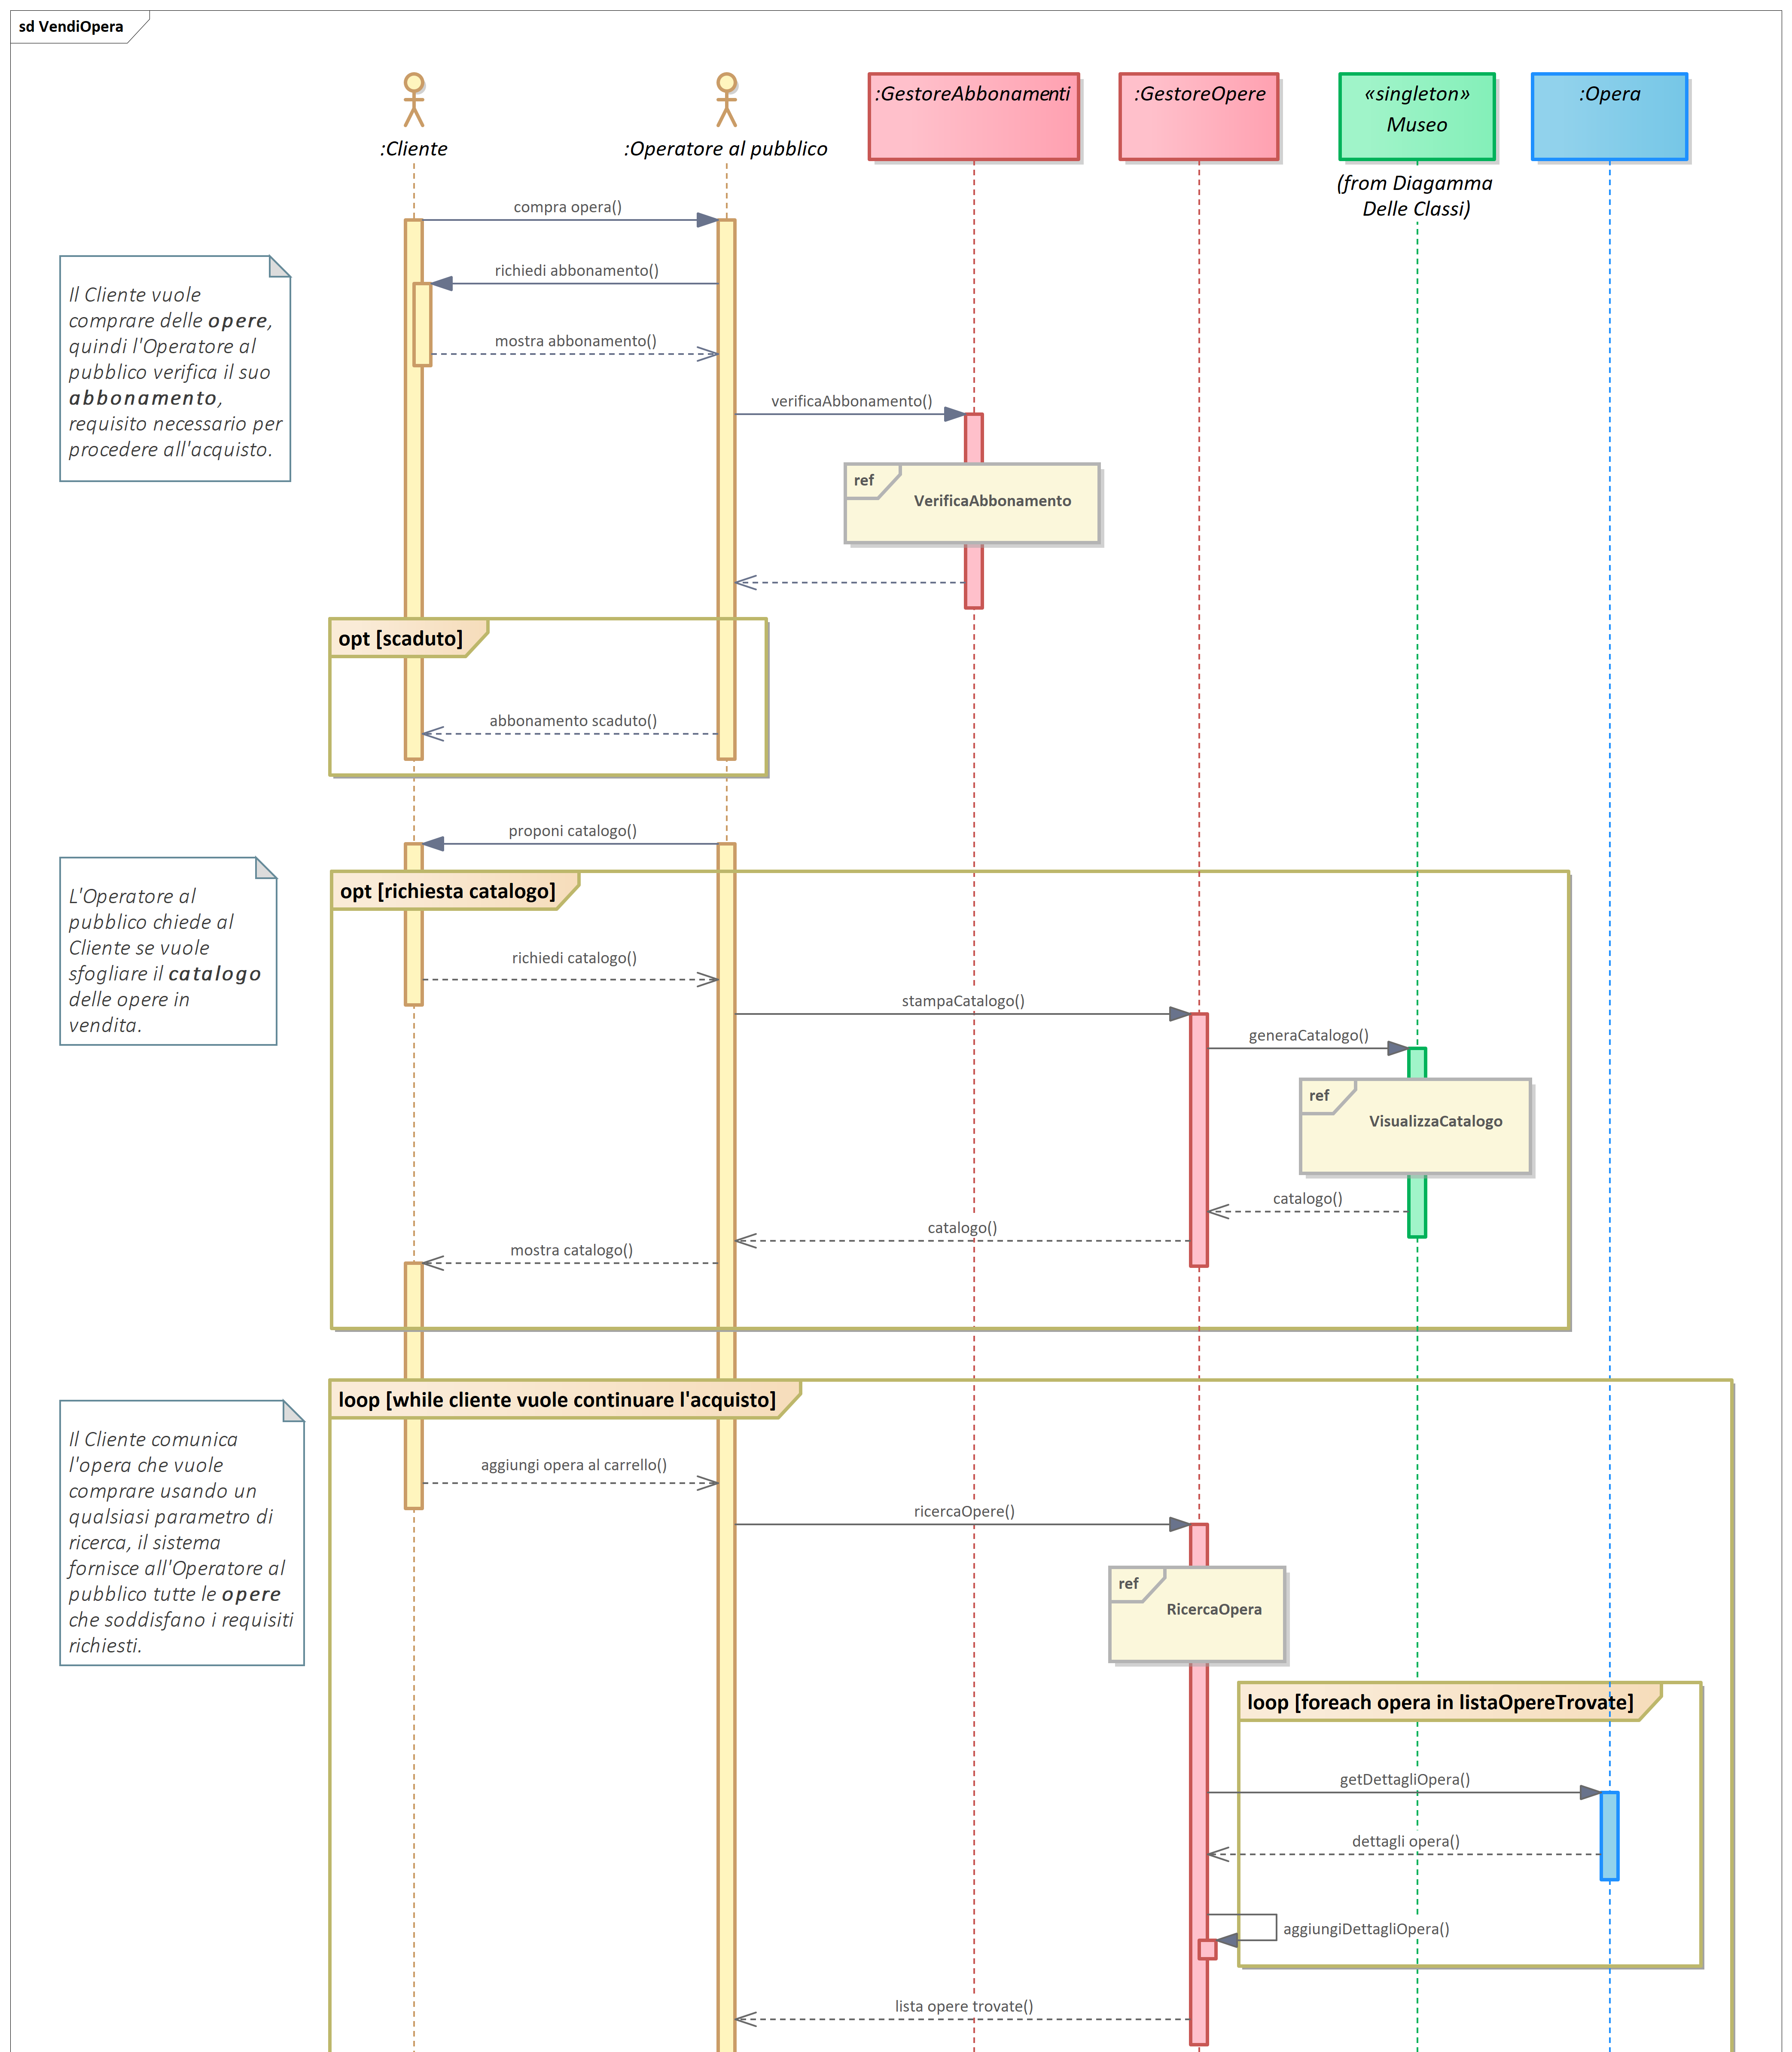 sd VendiOpera
:Cliente
:Operatore al pubblico
:GestoreAbbonamenti
:GestoreOpere
«singleton»
Museo
(from Diagamma
Delle Classi)
:Opera
compra opera()
richiedi abbonamento()
mostra abbonamento()
Il Cliente vuole
comprare delle opere,
quindi l'Operatore al
pubblico verifica il suo
abbonamento,
requisito necessario per
procedere all'acquisto.
verificaAbbonamento()
ref
VerificaAbbonamento
opt [scaduto]
abbonamento scaduto()
proponi catalogo()
L'Operatore al
pubblico chiede al
Cliente se vuole
sfogliare il catalogo
delle opere in
vendita.
opt [richiesta catalogo]
richiedi catalogo()
stampaCatalogo()
generaCatalogo()
ref
VisualizzaCatalogo
catalogo()
catalogo()
mostra catalogo()
loop [while cliente vuole continuare l'acquisto]
Il Cliente comunica
l'opera che vuole
comprare usando un
qualsiasi parametro di
ricerca, il sistema
fornisce all'Operatore al
pubblico tutte le opere
che soddisfano i requisiti
richiesti.
aggiungi opera al carrello()
ricercaOpere()
ref
RicercaOpera
loop [foreach opera in listaOpereTrovate]
getDettagliOpera()
dettagli opera()
aggiungiDettagliOpera()
lista opere trovate()